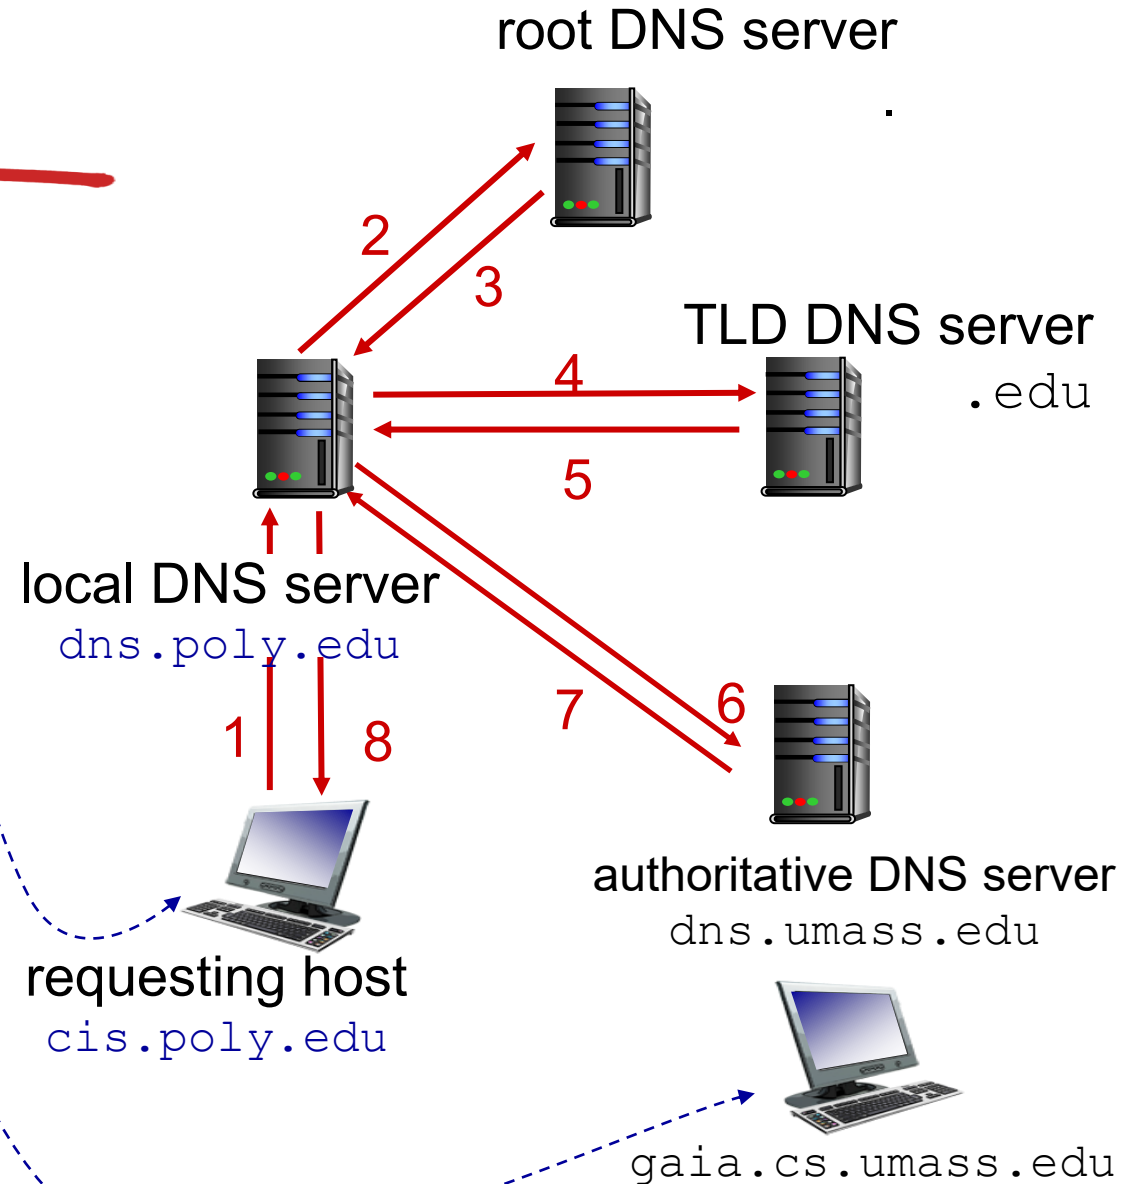 root DNS server
.
2
3
TLD DNS server
.edu
4
5
local DNS server
dns.poly.edu
1
8
7
6
requesting host
cis.poly.edu
authoritative DNS server
dns.umass.edu
gaia.cs.umass.edu